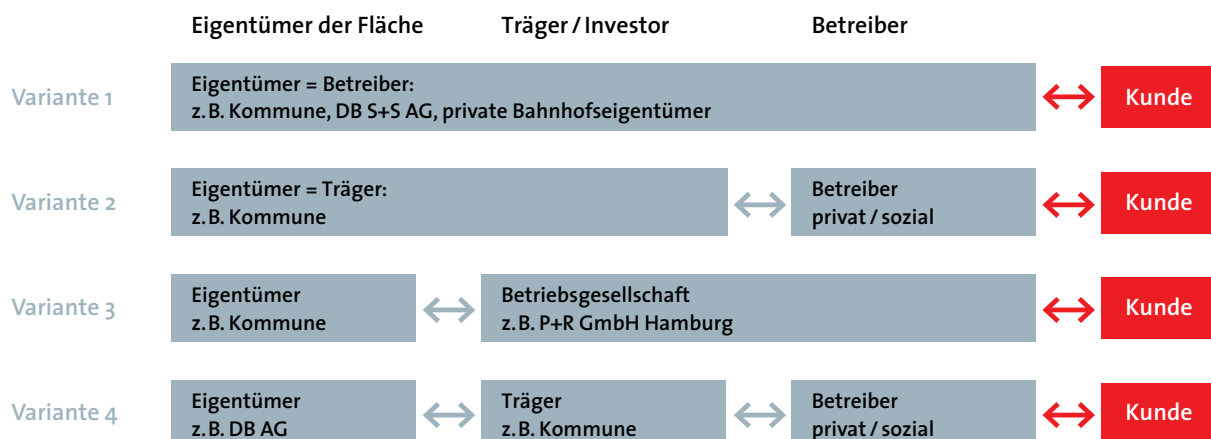 Eigentümer der Fläche Träger / Investor Betreiber
Variante 1
Eigentümer = Betreiber:
z. B. Kommune, DB S+S AG, private Bahnhofseigentümer
Kunde
Variante 2
Eigentümer = Träger:
z. B. Kommune
Betreiber
privat / sozial
Kunde
Variante 3
Eigentümer
z. B. Kommune
Betriebsgesellschaft
z. B. P+R GmbH Hamburg
Kunde
Variante 4
Eigentümer
z. B. DB AG
Träger
z. B. Kommune
Betreiber
privat / sozial
Kunde